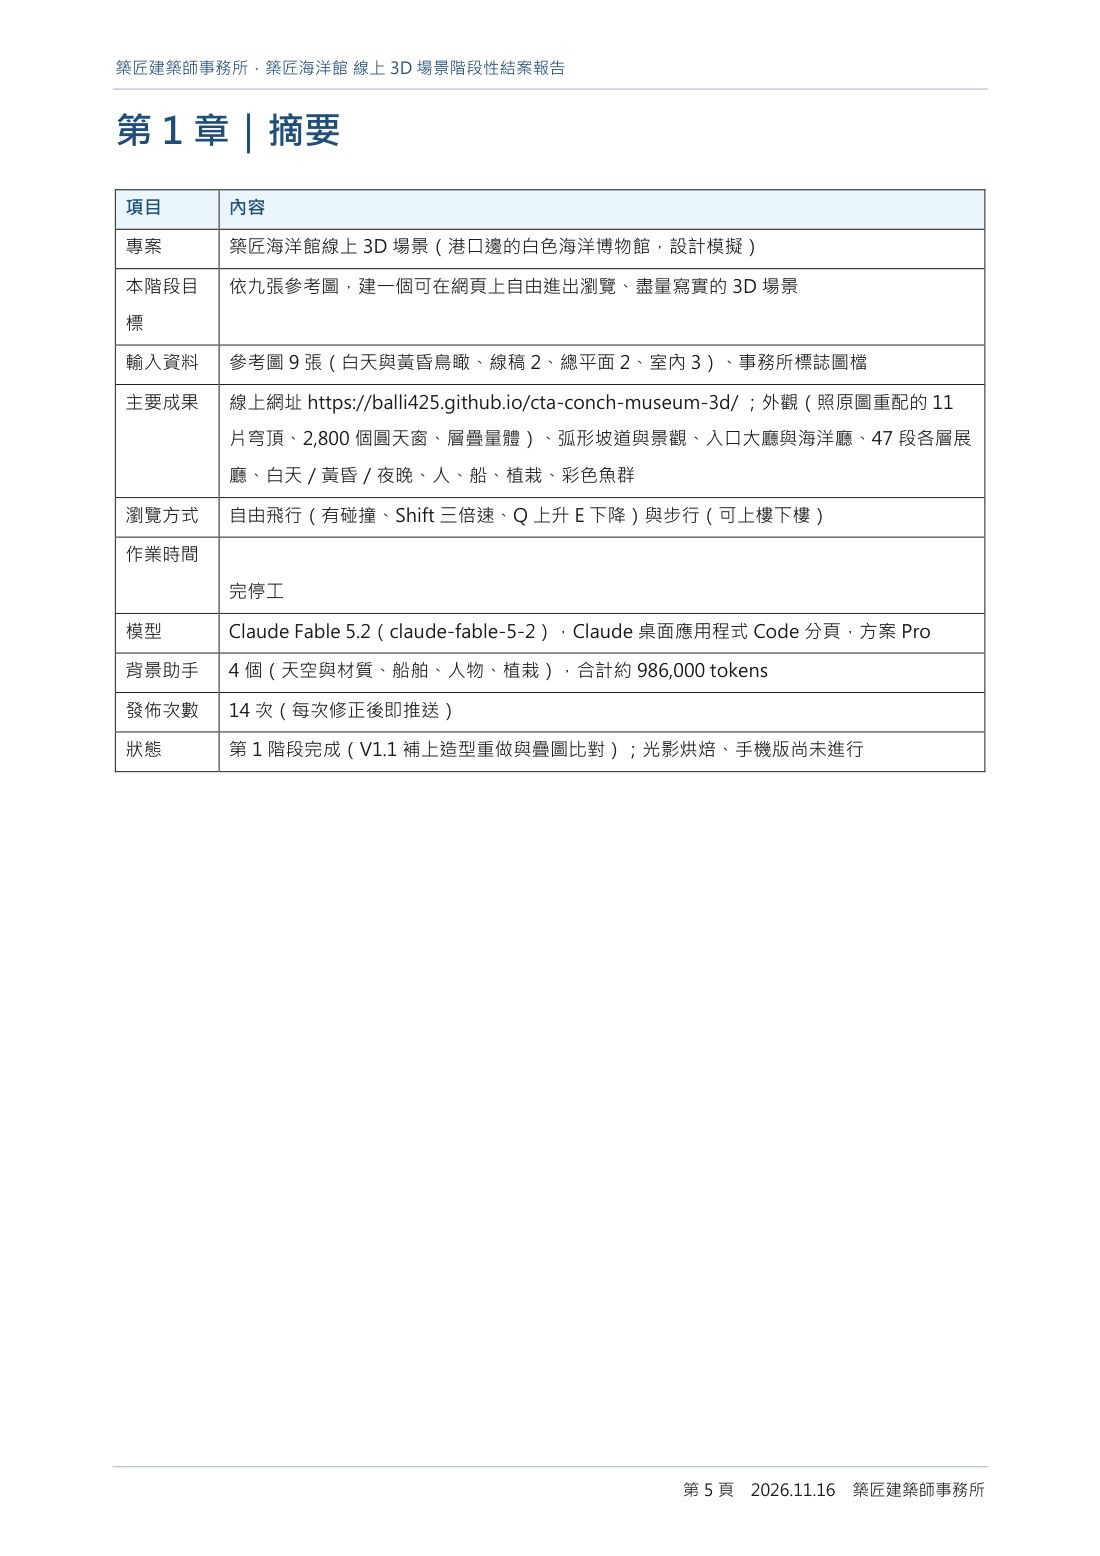 築匠建築師事務所．築匠海洋館 線上 3D 場景階段性結案報告
第 1 章｜摘要
項目 內容
專案 築匠海洋館線上 3D 場景（港口邊的白色海洋博物館，設計模擬）
本階段目 依九張參考圖，建一個可在網頁上自由進出瀏覽、盡量寫實的 3D 場景
標
輸入資料 參考圖 9 張（白天與黃昏鳥瞰、線稿 2、總平面 2、室內 3）、事務所標誌圖檔
主要成果 線上網址 https://balli425.github.io/cta-conch-museum-3d/ ；外觀（照原圖重配的 11
片穹頂、2,800 個圓天窗、層疊量體）、弧形坡道與景觀、入口大廳與海洋廳、47 段各層展
廳、白天 / 黃昏 / 夜晚、人、船、植栽、彩色魚群
瀏覽方式 自由飛行（有碰撞、Shift 三倍速、Q 上升 E 下降）與步行（可上樓下樓）
作業時間
完停工
模型 Claude Fable 5.2（claude-fable-5-2），Claude 桌面應用程式 Code 分頁，方案 Pro
背景助手 4 個（天空與材質、船舶、人物、植栽），合計約 986,000 tokens
發佈次數 14 次（每次修正後即推送）
狀態 第 1 階段完成（V1.1 補上造型重做與疊圖比對）；光影烘焙、手機版尚未進行
第 5 頁 2026.11.16 築匠建築師事務所